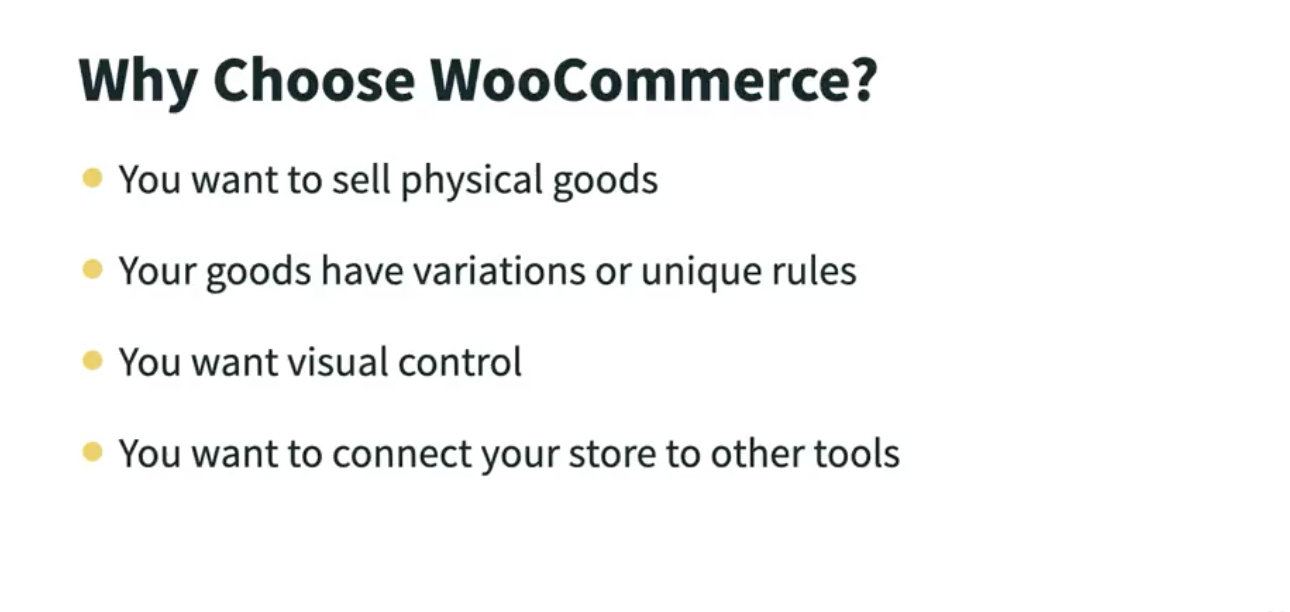 Why Choose WooCommerce?
You want to sell physical goods
Your goods have variations or unique rules
You want visual control
You want to connect your store to other tools